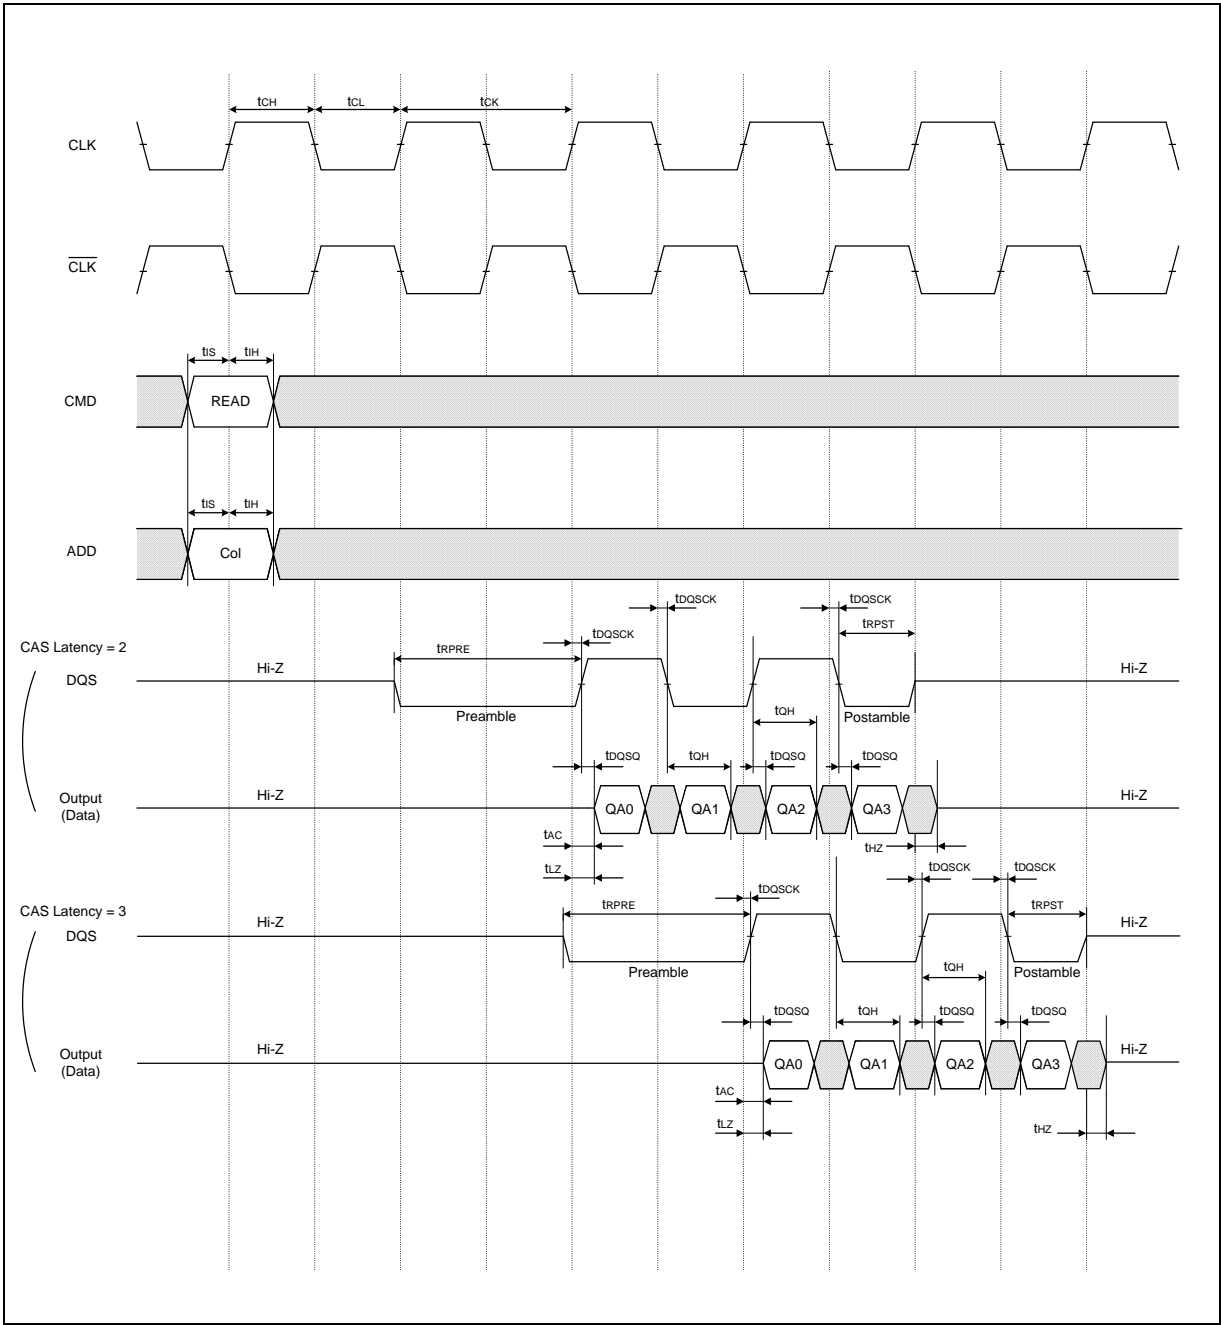 tCH tCL tCK
CLK
CLK
tIS tIH
CMD READ
tIS tIH
ADD Col
tDQSCK tDQSCK
tRPST
tDQSCK
CAS Latency = 2
tRPRE
Hi-Z Hi-Z
DQS
Preamble Postamble
tQH
tDQSQ tQH tDQSQ tDQSQ
Output
(Data)
Hi-Z QA0 QA1 QA2 QA3 Hi-Z
tAC
tHZ
tLZ
tDQSCK tDQSCK
tDQSCK
CAS Latency = 3
tRPRE tRPST
Hi-Z Hi-Z
DQS
Preamble Postamble
tQH
tDQSQ tQH tDQSQ tDQSQ
Output
(Data)
Hi-Z QA0 QA1 QA2 QA3 Hi-Z
tAC
tLZ tHZ